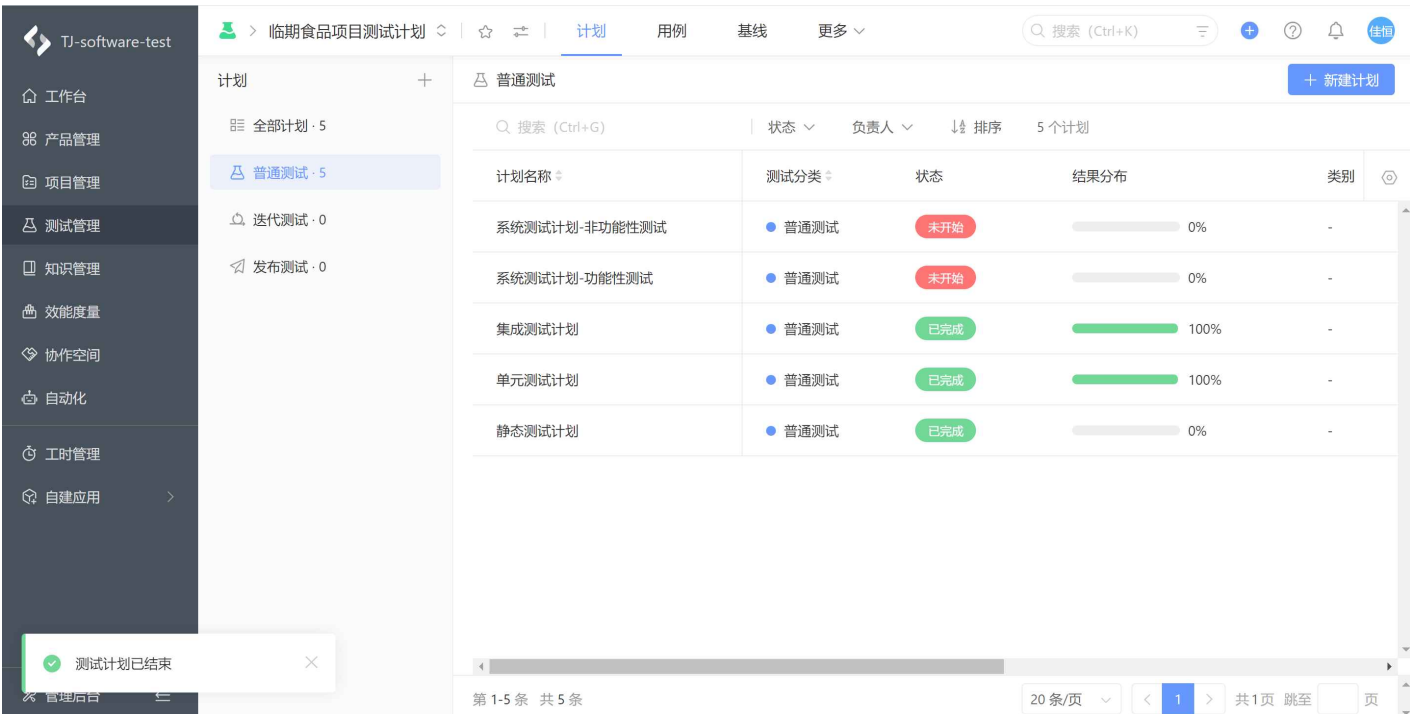 TJ-software-test
工作台
产品管理
项目管理
测试管理
知识管理
效能度量
协作空间
自动化
工时管理
自建应用
管理后台
测试计划已结束
临期食品项目测试计划
计划
用例
基线
更多
搜索 (Ctrl+K)
佳恒
计划
全部计划 · 5
普通测试 · 5
迭代测试 · 0
发布测试 · 0
普通测试
新建计划
搜索 (Ctrl+G)
状态 负责人 排序 5 个计划
计划名称 测试分类 状态 结果分布 类别
系统测试计划-非功能性测试 普通测试 未开始 0% -
系统测试计划-功能性测试 普通测试 未开始 0% -
集成测试计划 普通测试 已完成 100% -
单元测试计划 普通测试 已完成 100% -
静态测试计划 普通测试 已完成 0% -
第 1-5 条 共 5 条 20 条/页 1 共 1 页 跳至 页